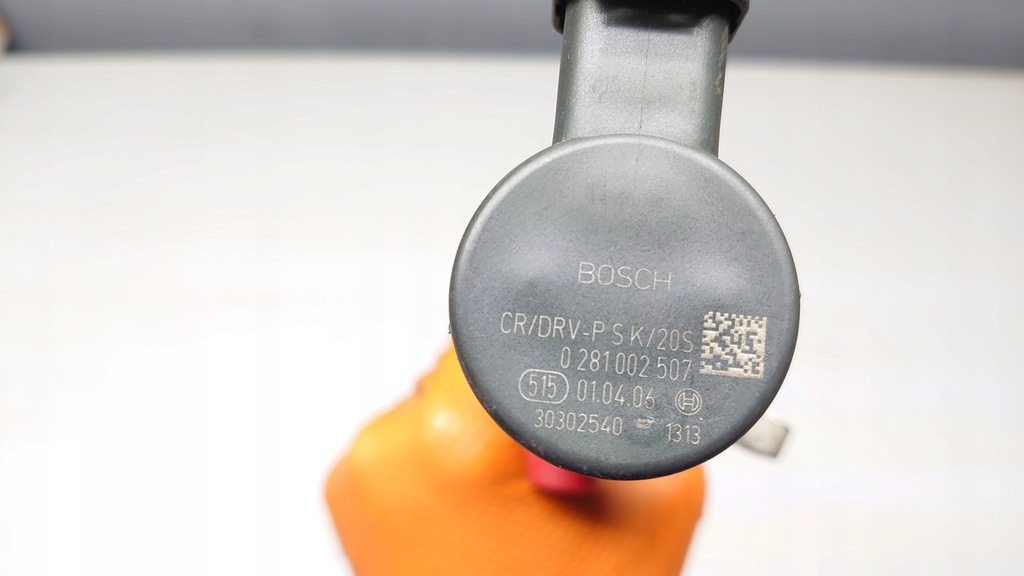 BOSCH
CR/DRV-P S K/20S
0 281 002 507
515 01.04.06
30302540 1313